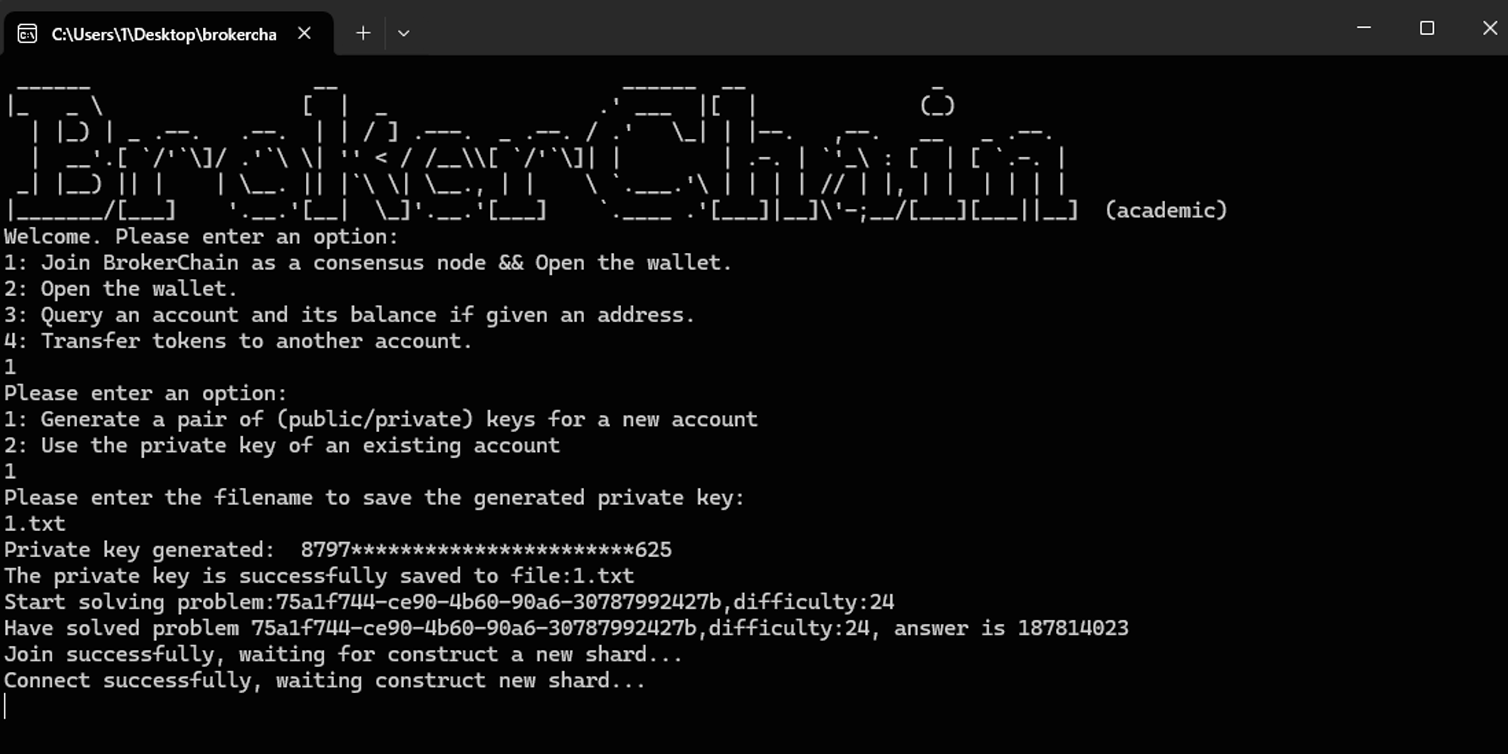 C:\Users\1\Desktop\brokercha
BrokerChain (academic)
Welcome. Please enter an option:
1: Join BrokerChain as a consensus node && Open the wallet.
2: Open the wallet.
3: Query an account and its balance if given an address.
4: Transfer tokens to another account.
1
Please enter an option:
1: Generate a pair of (public/private) keys for a new account
2: Use the private key of an existing account
1
Please enter the filename to save the generated private key:
1.txt
Private key generated:  8797***********************625
The private key is successfully saved to file:1.txt
Start solving problem:75a1f744-ce90-4b60-90a6-30787992427b,difficulty:24
Have solved problem 75a1f744-ce90-4b60-90a6-30787992427b,difficulty:24, answer is 187814023
Join successfully, waiting for construct a new shard...
Connect successfully, waiting construct new shard...